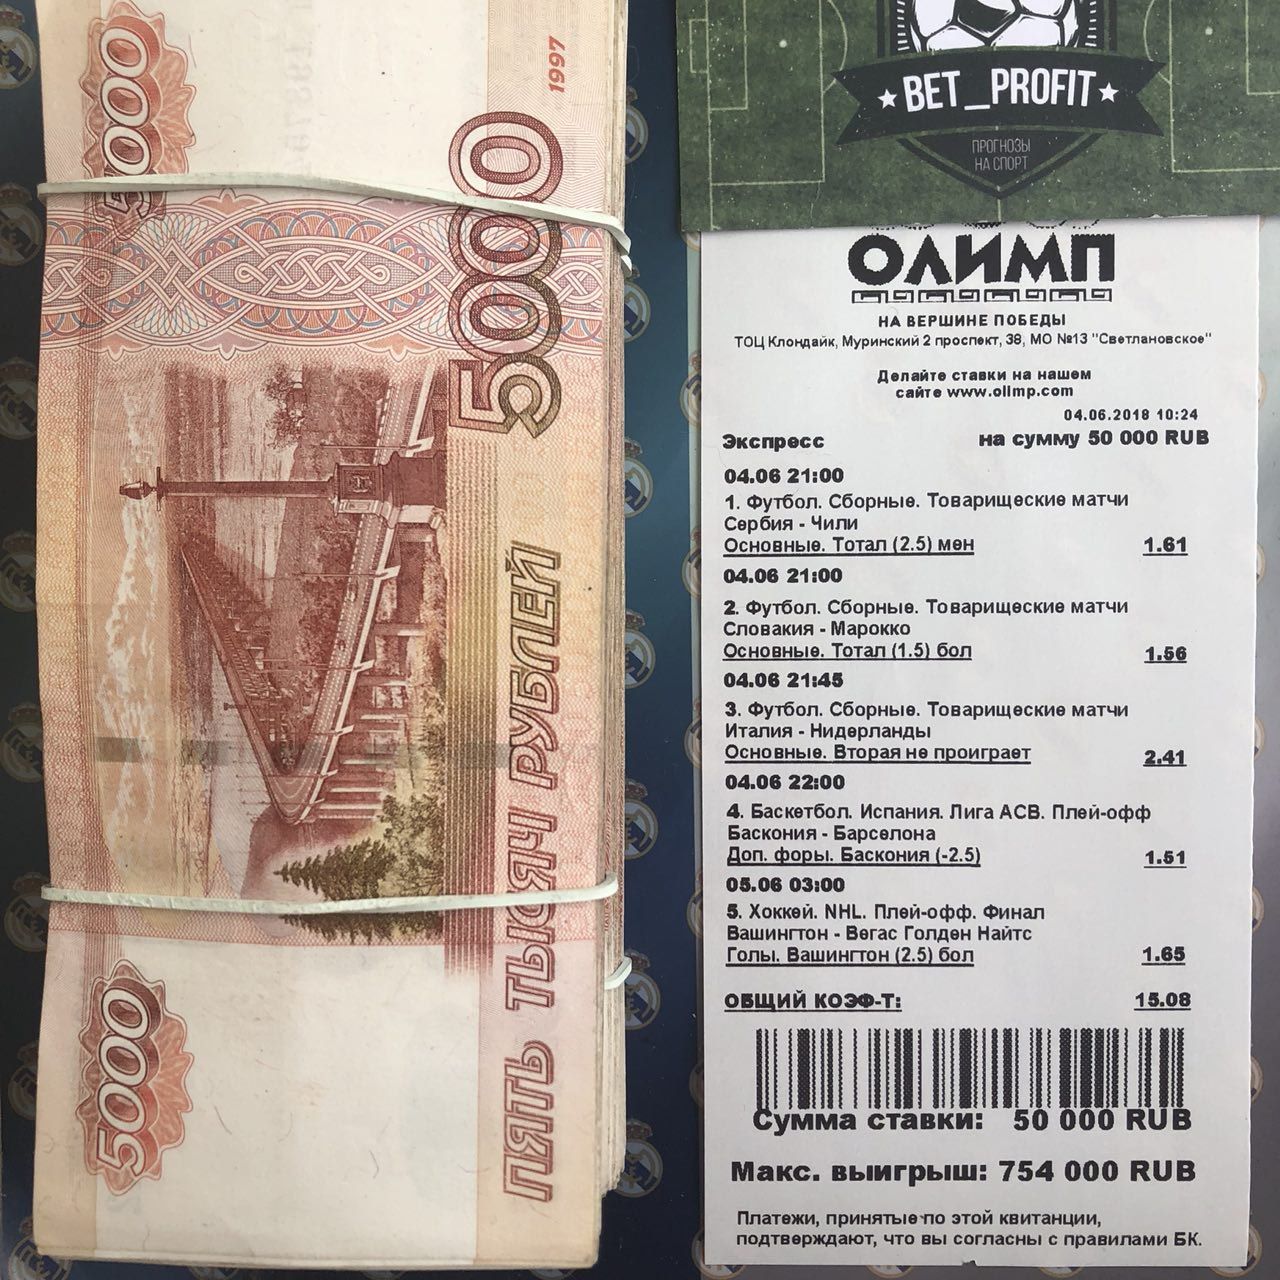 5000
1997
5000
ПЯТЬ ТЫСЯЧ РУБЛЕЙ
5000
BET_PROFIT
ПРОГНОЗЫ
НА СПОРТ
ОЛИМП
НА ВЕРШИНЕ ПОБЕДЫ
ТОЦ Клондайк, Муринский 2 проспект, 38, МО №13 "Светлановское"
Делайте ставки на нашем
сайте www.olimp.com
04.06.2018 10:24
Экспресс на сумму 50 000 RUB
04.06 21:00
1. Футбол. Сборные. Товарищеские матчи
Сербия - Чили
Основные. Тотал (2.5) мен 1.61
04.06 21:00
2. Футбол. Сборные. Товарищеские матчи
Словакия - Марокко
Основные. Тотал (1.5) бол 1.56
04.06 21:45
3. Футбол. Сборные. Товарищеские матчи
Италия - Нидерланды
Основные. Вторая не проиграет 2.41
04.06 22:00
4. Баскетбол. Испания. Лига АСВ. Плей-офф
Баскония - Барселона
Доп. форы. Баскония (-2.5) 1.51
05.06 03:00
5. Хоккей. NHL. Плей-офф. Финал
Вашингтон - Вегас Голден Найтс
Голы. Вашингтон (2.5) бол 1.65
ОБЩИЙ КОЭФ-Т: 15.08
Сумма ставки: 50 000 RUB
Макс. выигрыш: 754 000 RUB
Платежи, принятые по этой квитанции,
подтверждают, что вы согласны с правилами БК.